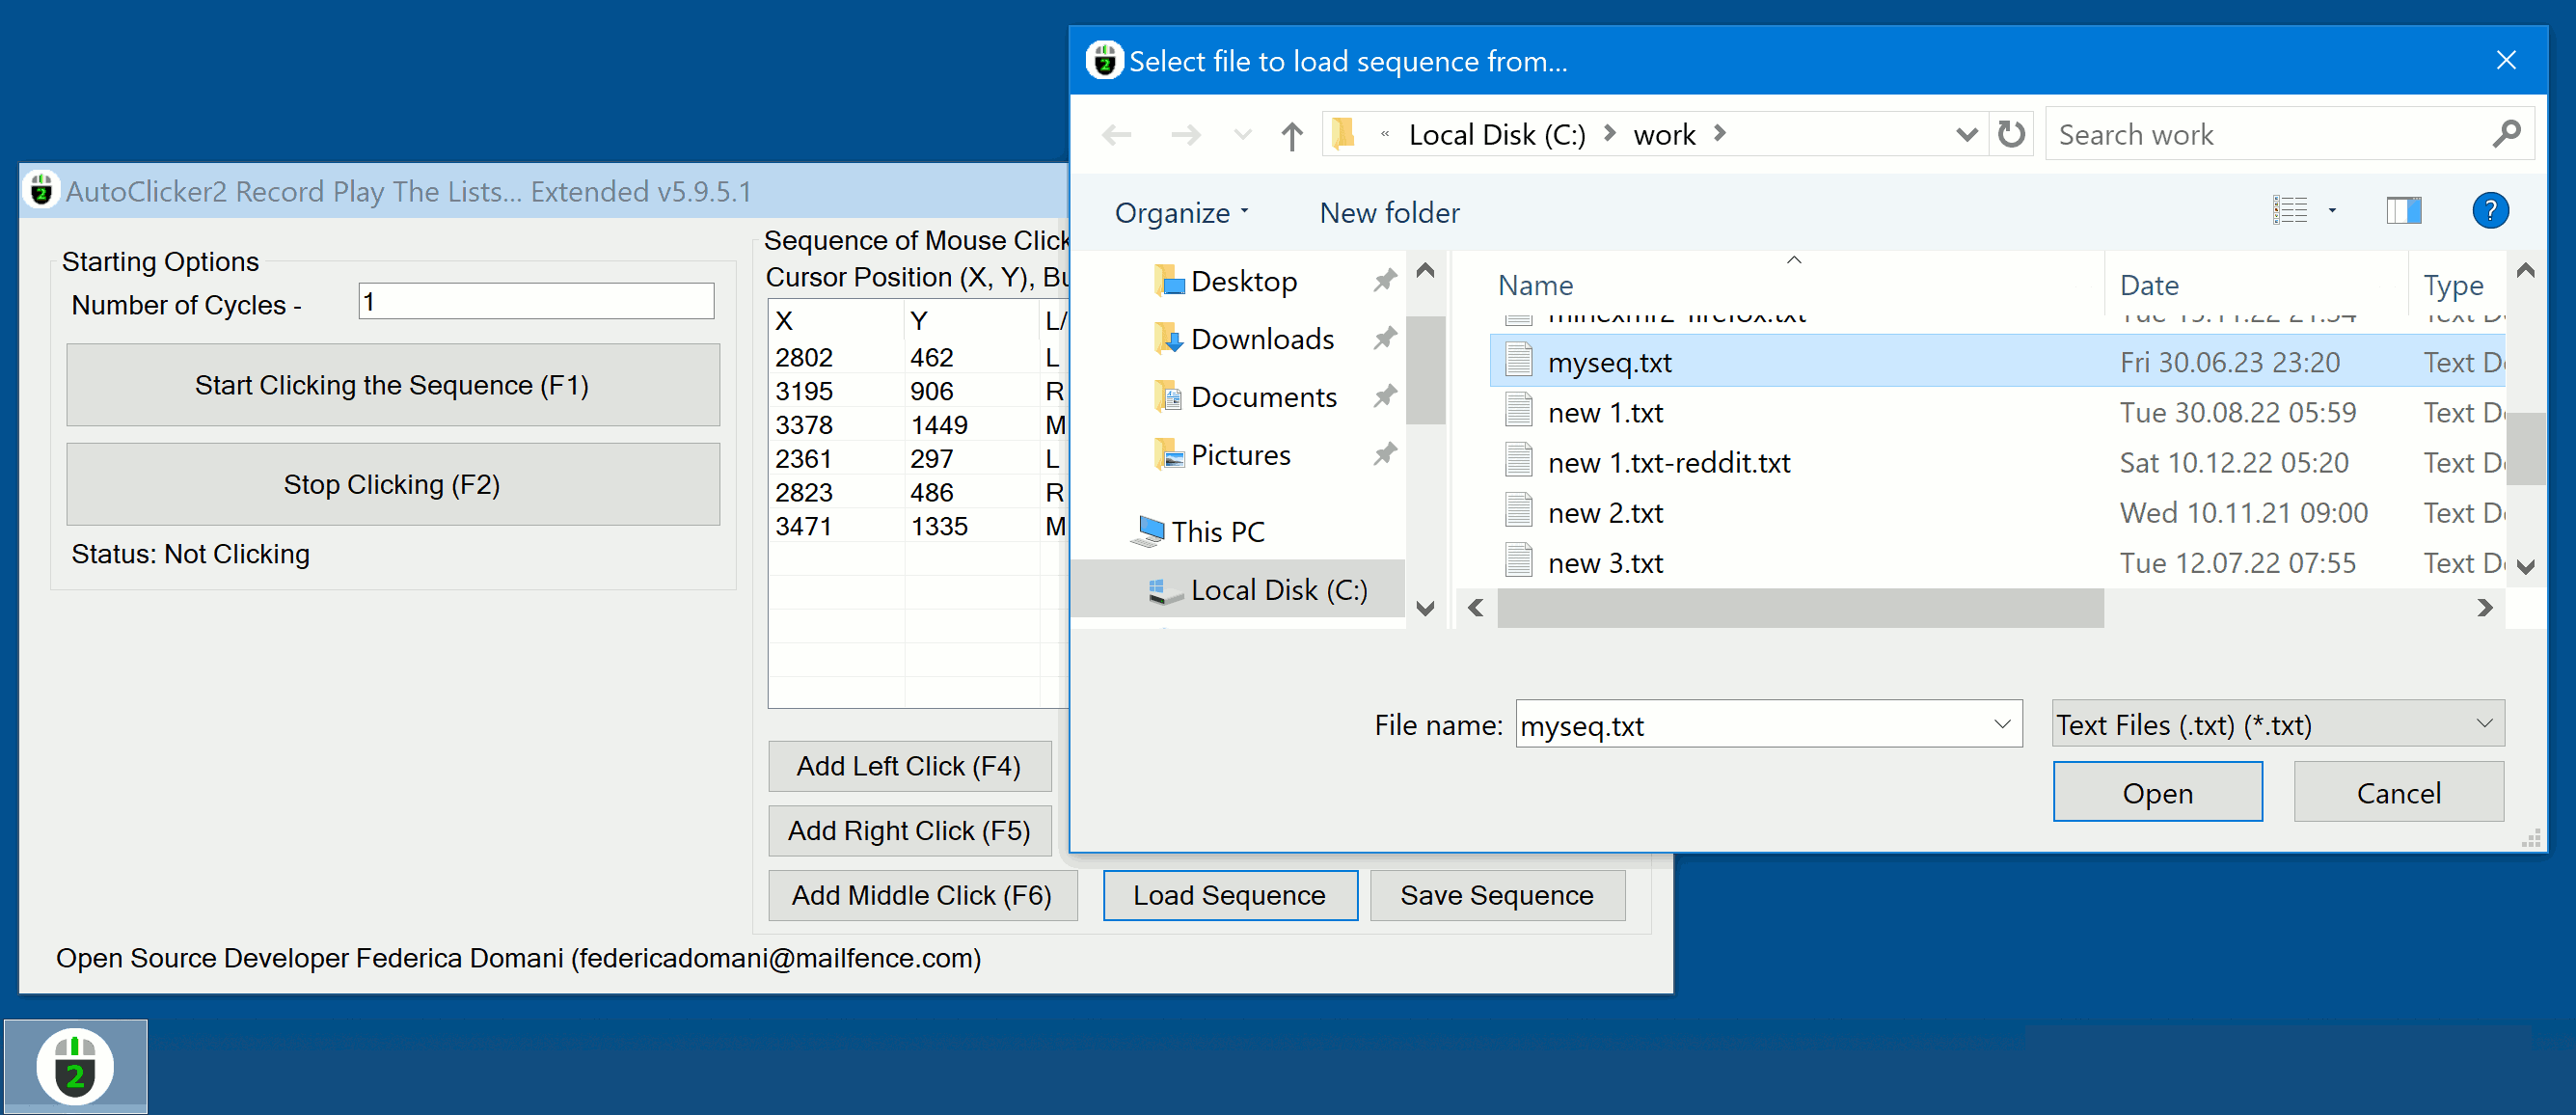 Select file to load sequence from...
« Local Disk (C:) work
Search work
Organize
New folder
?
Desktop
Downloads
Documents
Pictures
This PC
Local Disk (C:)
Name Date Type
myseq.txt Fri 30.06.23 23:20 Text
new 1.txt Tue 30.08.22 05:59 Text
new 1.txt-reddit.txt Sat 10.12.22 05:20 Text
new 2.txt Wed 10.11.21 09:00 Text
new 3.txt Tue 12.07.22 07:55 Text
File name: myseq.txt
Text Files (.txt) (*.txt)
Open
Cancel
AutoClicker2 Record Play The Lists... Extended v5.9.5.1
Starting Options
Number of Cycles - 1
Start Clicking the Sequence (F1)
Stop Clicking (F2)
Status: Not Clicking
Sequence of Mouse
Cursor Position (X, Y),
X Y L/
2802 462 L
3195 906 R
3378 1449 M
2361 297 L
2823 486 R
3471 1335 M
Add Left Click (F4)
Add Right Click (F5)
Add Middle Click (F6)
Load Sequence
Save Sequence
Open Source Developer Federica Domani (federicadomani@mailfence.com)
2